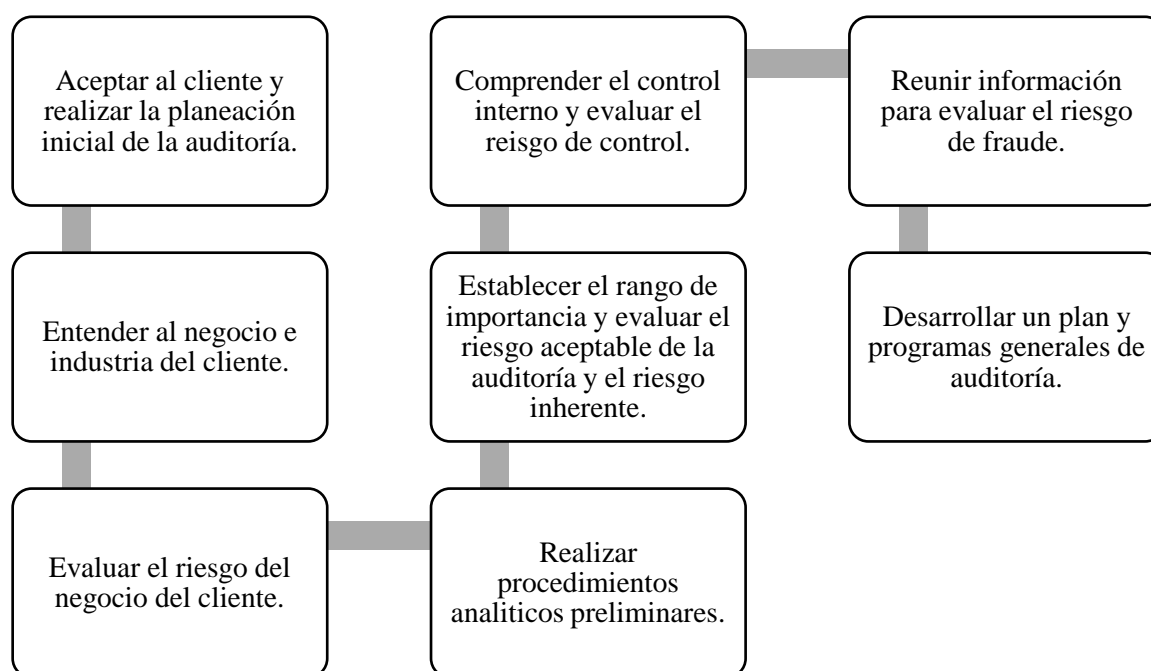 Aceptar al cliente y
realizar la planeación
inicial de la auditoría.
Entender al negocio e
industria del cliente.
Evaluar el riesgo del
negocio del cliente.
Realizar
procedimientos
analiticos preliminares.
Establecer el rango de
importancia y evaluar el
riesgo aceptable de la
auditoría y el riesgo
inherente.
Comprender el control
interno y evaluar el
reisgo de control.
Reunir información
para evaluar el riesgo
de fraude.
Desarrollar un plan y
programas generales de
auditoría.